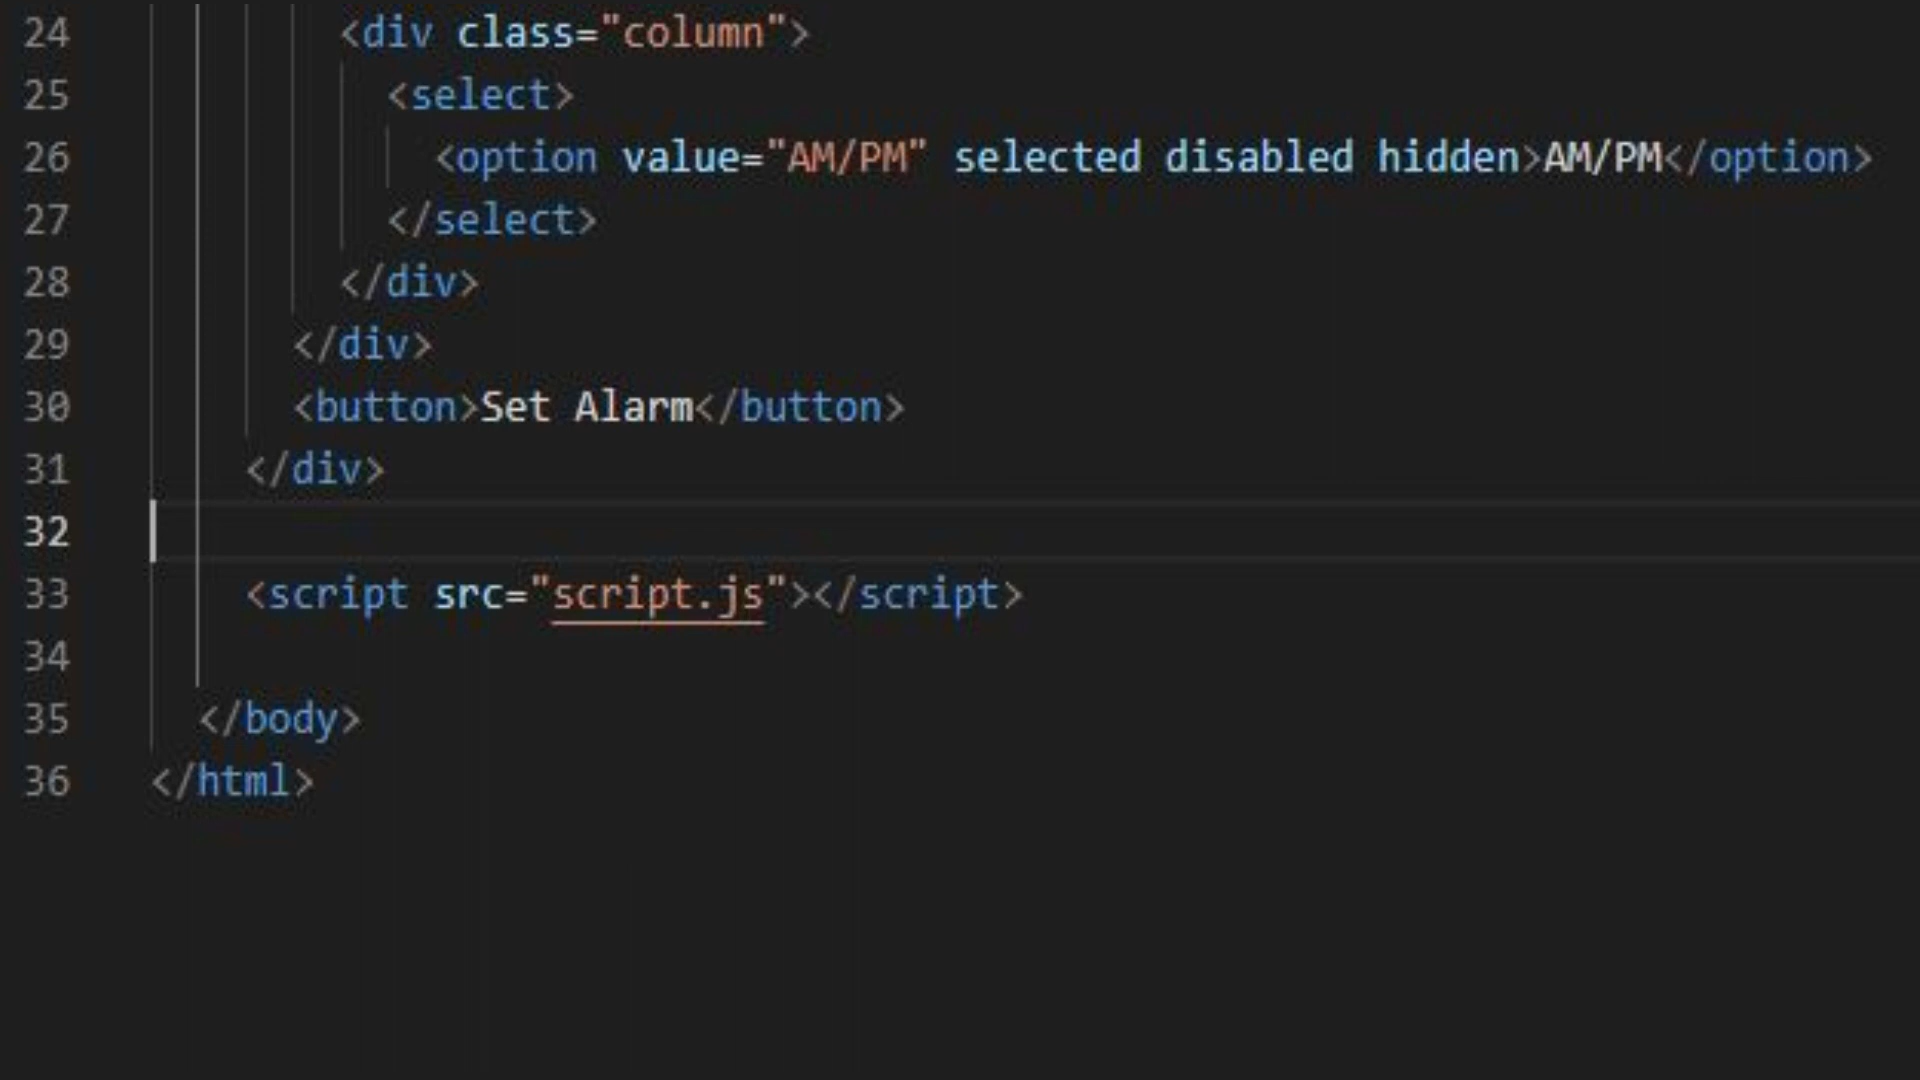 24 <div class="column">
25 <select>
26 <option value="AM/PM" selected disabled hidden>AM/PM</option>
27 </select>
28 </div>
29 </div>
30 <button>Set Alarm</button>
31 </div>
32
33 <script src="script.js"></script>
34
35 </body>
36 </html>